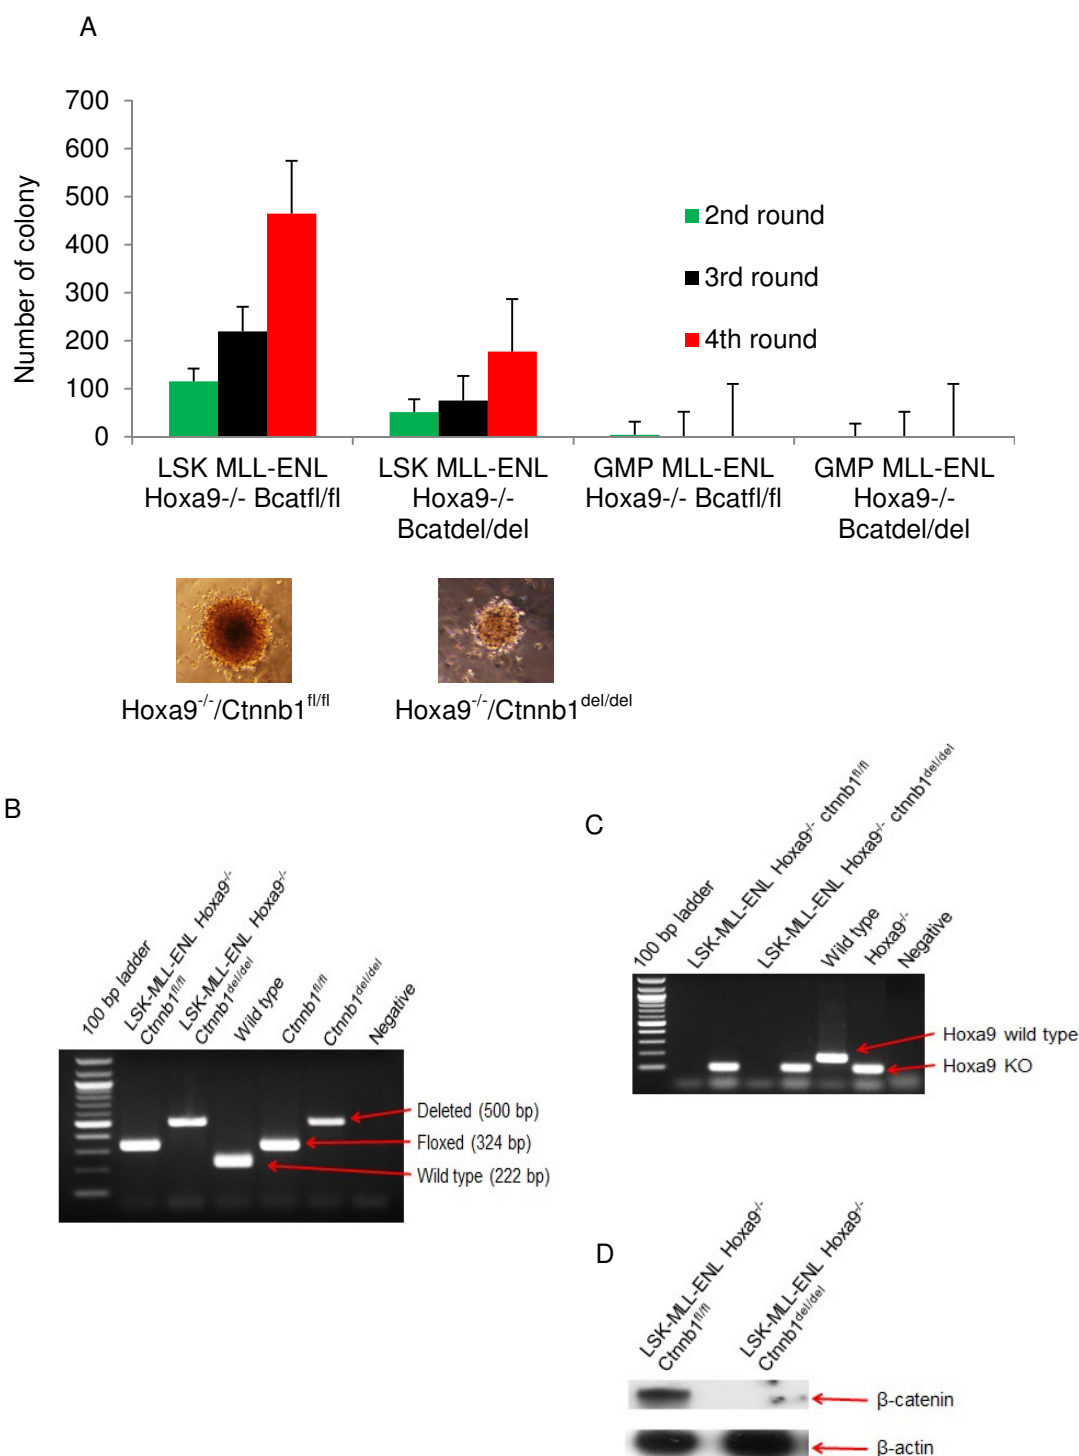 A
700
600
500
400
300
200
100
0
Number of colony
2nd round
3rd round
4th round
LSK MLL-ENL
Hoxa9-/- Bcatfl/fl
LSK MLL-ENL
Hoxa9-/-
Bcatdel/del
GMP MLL-ENL
Hoxa9-/- Bcatfl/fl
GMP MLL-ENL
Hoxa9-/-
Bcatdel/del
Hoxa9-/-/Ctnnb1fl/fl
Hoxa9-/-/Ctnnb1del/del
B
100 bp ladder
LSK-MLL-ENL Hoxa9-/-
Ctnnb1fl/fl
LSK-MLL-ENL Hoxa9-/-
Ctnnb1del/del
Wild type
Ctnnb1fl/fl
Ctnnb1del/del
Negative
Deleted (500 bp)
Floxed (324 bp)
Wild type (222 bp)
C
100 bp ladder
LSK-MLL-ENL Hoxa9-/- ctnnb1fl/fl
LSK-MLL-ENL Hoxa9-/- ctnnb1del/del
Wild type
Hoxa9-/-
Negative
Hoxa9 wild type
Hoxa9 KO
D
LSK-MLL-ENL Hoxa9-/-
Ctnnb1fl/fl
LSK-MLL-ENL Hoxa9-/-
Ctnnb1del/del
β-catenin
β-actin